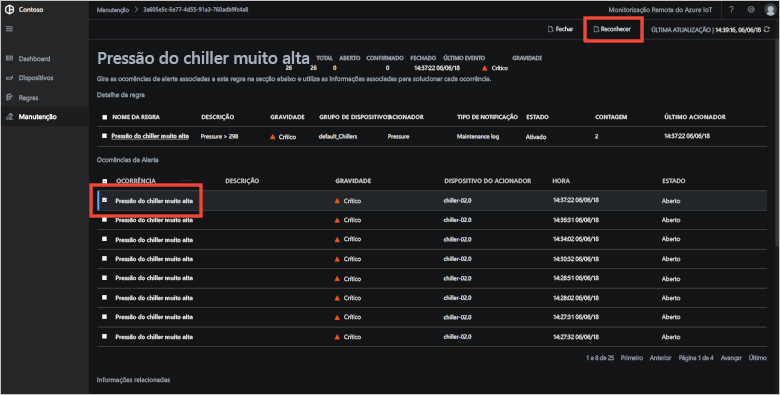 Contoso
Manutenção > 3a605e5c-5e77-4d55-91a3-760adb9fc4a8
Monitorização Remota do Azure IoT
?
Fechar
Reconhecer
ÚLTIMA ATUALIZAÇÃO | 14:39:16, 06/06/18
Dashboard
Dispositivos
Regras
Manutenção
Pressão do chiller muito alta
TOTAL ABERTO CONFIRMADO FECHADO ÚLTIMO EVENTO GRAVIDADE
26 26 0 0 14:37:22 06/06/18 Crítico
Gira as ocorrências de alerta associadas a esta regra na secção abaixo e utilize as informações associadas para solucionar cada ocorrência.
Detalhe da regra
NOME DA REGRA DESCRIÇÃO GRAVIDADE GRUPO DE DISPOSITIVOS ACIONADOR TIPO DE NOTIFICAÇÃO ESTADO CONTAGEM ÚLTIMO ACIONADOR
Pressão do chiller muito alta Pressure > 298 Crítico default_Chillers Pressure Maintenance log Ativado 2 14:37:22 06/06/18
Ocorrências de Alerta
OCORRÊNCIA DESCRIÇÃO GRAVIDADE DISPOSITIVO DO ACIONADOR HORA ESTADO
Pressão do chiller muito alta Crítico chiller-02.0 14:37:22 06/06/18 Aberto
Pressão do chiller muito alta Crítico chiller-02.0 14:36:31 06/06/18 Aberto
Pressão do chiller muito alta Crítico chiller-02.0 14:34:02 06/06/18 Aberto
Pressão do chiller muito alta Crítico chiller-02.0 14:30:32 06/06/18 Aberto
Pressão do chiller muito alta Crítico chiller-02.0 14:28:51 06/06/18 Aberto
Pressão do chiller muito alta Crítico chiller-02.0 14:28:02 06/06/18 Aberto
Pressão do chiller muito alta Crítico chiller-02.0 14:27:31 06/06/18 Aberto
Pressão do chiller muito alta Crítico chiller-02.0 14:27:32 06/06/18 Aberto
1 a 8 de 25 Primeiro Anterior Página 1 de 4 Avançar Último
Informações relacionadas